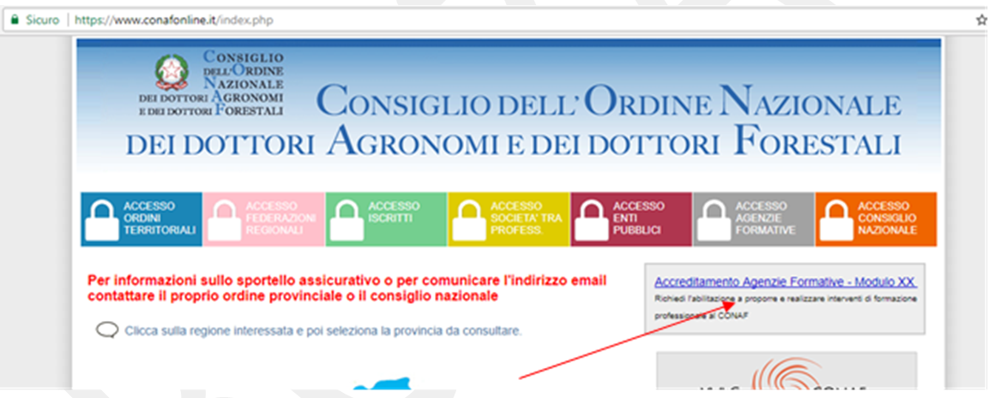 Sicuro | https://www.conafonline.it/index.php
CONSIGLIO
DELL'ORDINE
NAZIONALE
DEI DOTTORI AGRONOMI
E DEI DOTTORI FORESTALI
CONSIGLIO DELL'ORDINE NAZIONALE
DEI DOTTORI AGRONOMI E DEI DOTTORI FORESTALI
ACCESSO
ORDINI
TERRITORIALI
ACCESSO
FEDERAZIONI
REGIONALI
ACCESSO
ISCRITTI
ACCESSO
SOCIETA' TRA
PROFESS.
ACCESSO
ENTI
PUBBLICI
ACCESSO
AGENZIE
FORMATIVE
ACCESSO
CONSIGLIO
NAZIONALE
Per informazioni sullo sportello assicurativo o per comunicare l'indirizzo email
contattare il proprio ordine provinciale o il consiglio nazionale
Clicca sulla regione interessata e poi seleziona la provincia da consultare.
Accreditamento Agenzie Formative - Modulo XX
Richiedi l'abilitazione a proporre e realizzare interventi di formazione
professionale al CONAF